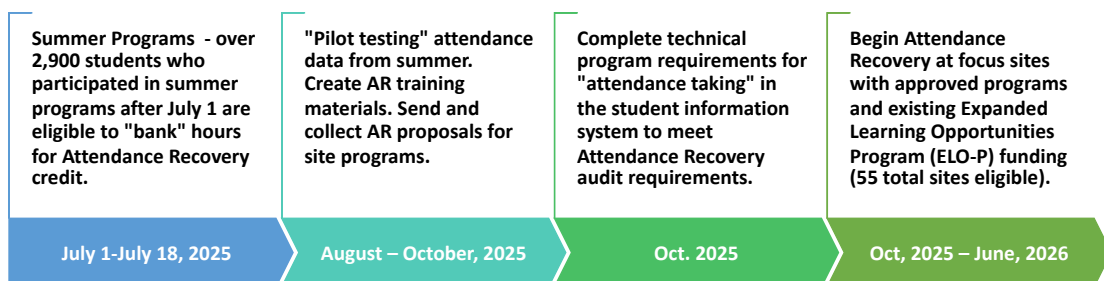 Summer Programs - over
2,900 students who
participated in summer
programs after July 1 are
eligible to "bank" hours
for Attendance Recovery
credit.
"Pilot testing" attendance
data from summer.
Create AR training
materials. Send and
collect AR proposals for
site programs.
Complete technical
program requirements for
"attendance taking" in
the student information
system to meet
Attendance Recovery
audit requirements.
Begin Attendance
Recovery at focus sites
with approved programs
and existing Expanded
Learning Opportunities
Program (ELO-P) funding
(55 total sites eligible).
July 1-July 18, 2025
August – October, 2025
Oct. 2025
Oct, 2025 – June, 2026